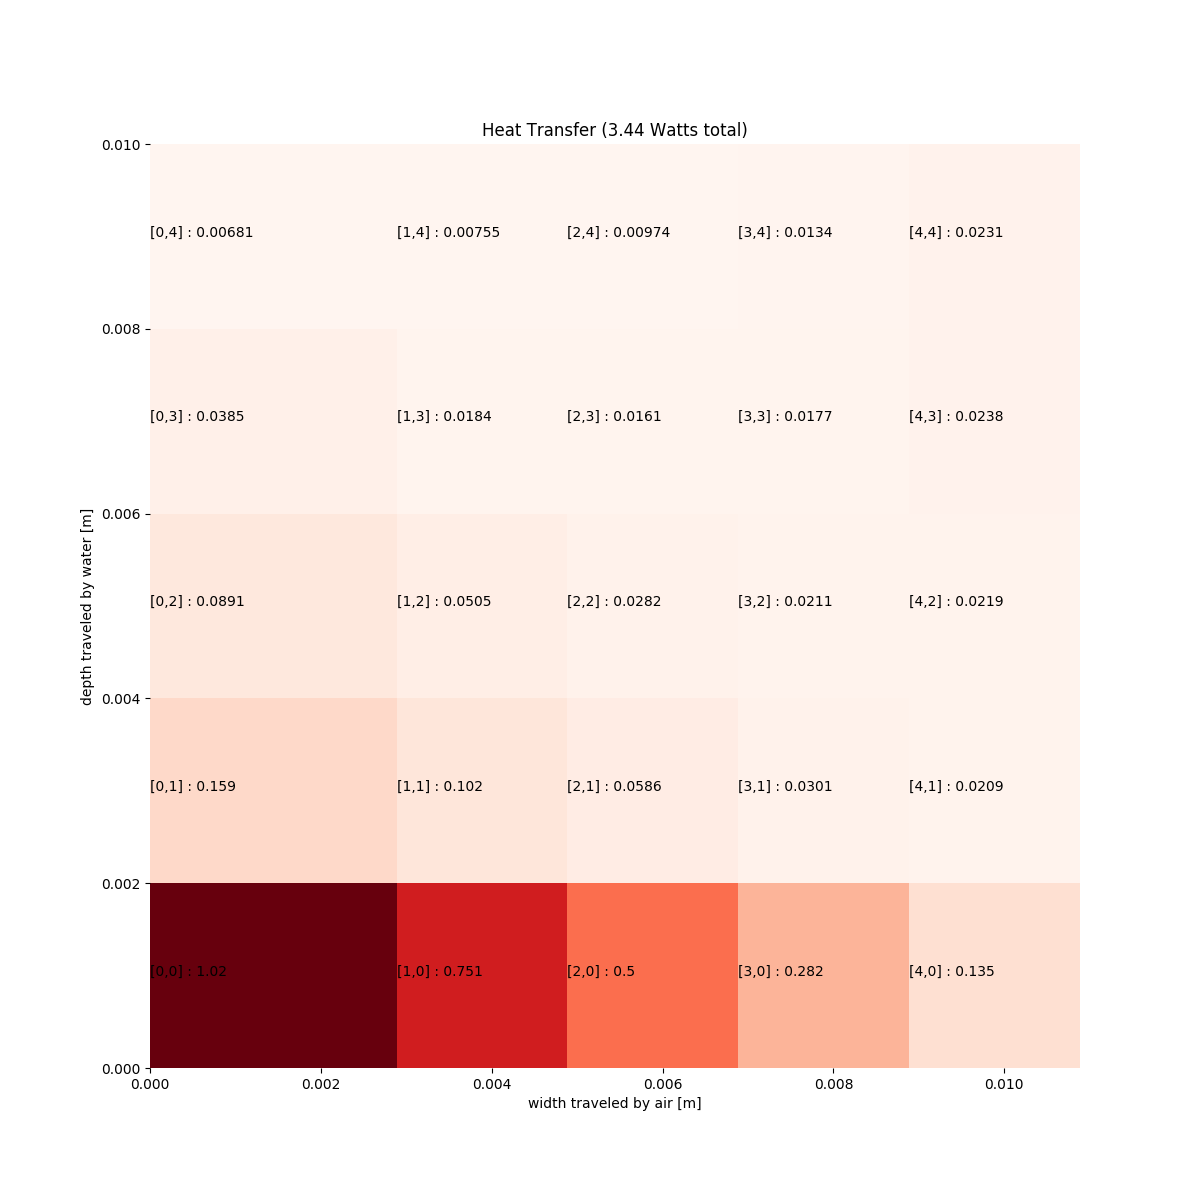 Heat Transfer (3.44 Watts total)
0.010
[0,4] : 0.00681 [1,4] : 0.00755 [2,4] : 0.00974 [3,4] : 0.0134 [4,4] : 0.0231
0.008
[0,3] : 0.0385 [1,3] : 0.0184 [2,3] : 0.0161 [3,3] : 0.0177 [4,3] : 0.0238
0.006
depth traveled by water [m]
[0,2] : 0.0891 [1,2] : 0.0505 [2,2] : 0.0282 [3,2] : 0.0211 [4,2] : 0.0219
0.004
[0,1] : 0.159 [1,1] : 0.102 [2,1] : 0.0586 [3,1] : 0.0301 [4,1] : 0.0209
0.002
[0,0] : 1.02 [1,0] : 0.751 [2,0] : 0.5 [3,0] : 0.282 [4,0] : 0.135
0.000
0.000 0.002 0.004 0.006 0.008 0.010
width traveled by air [m]